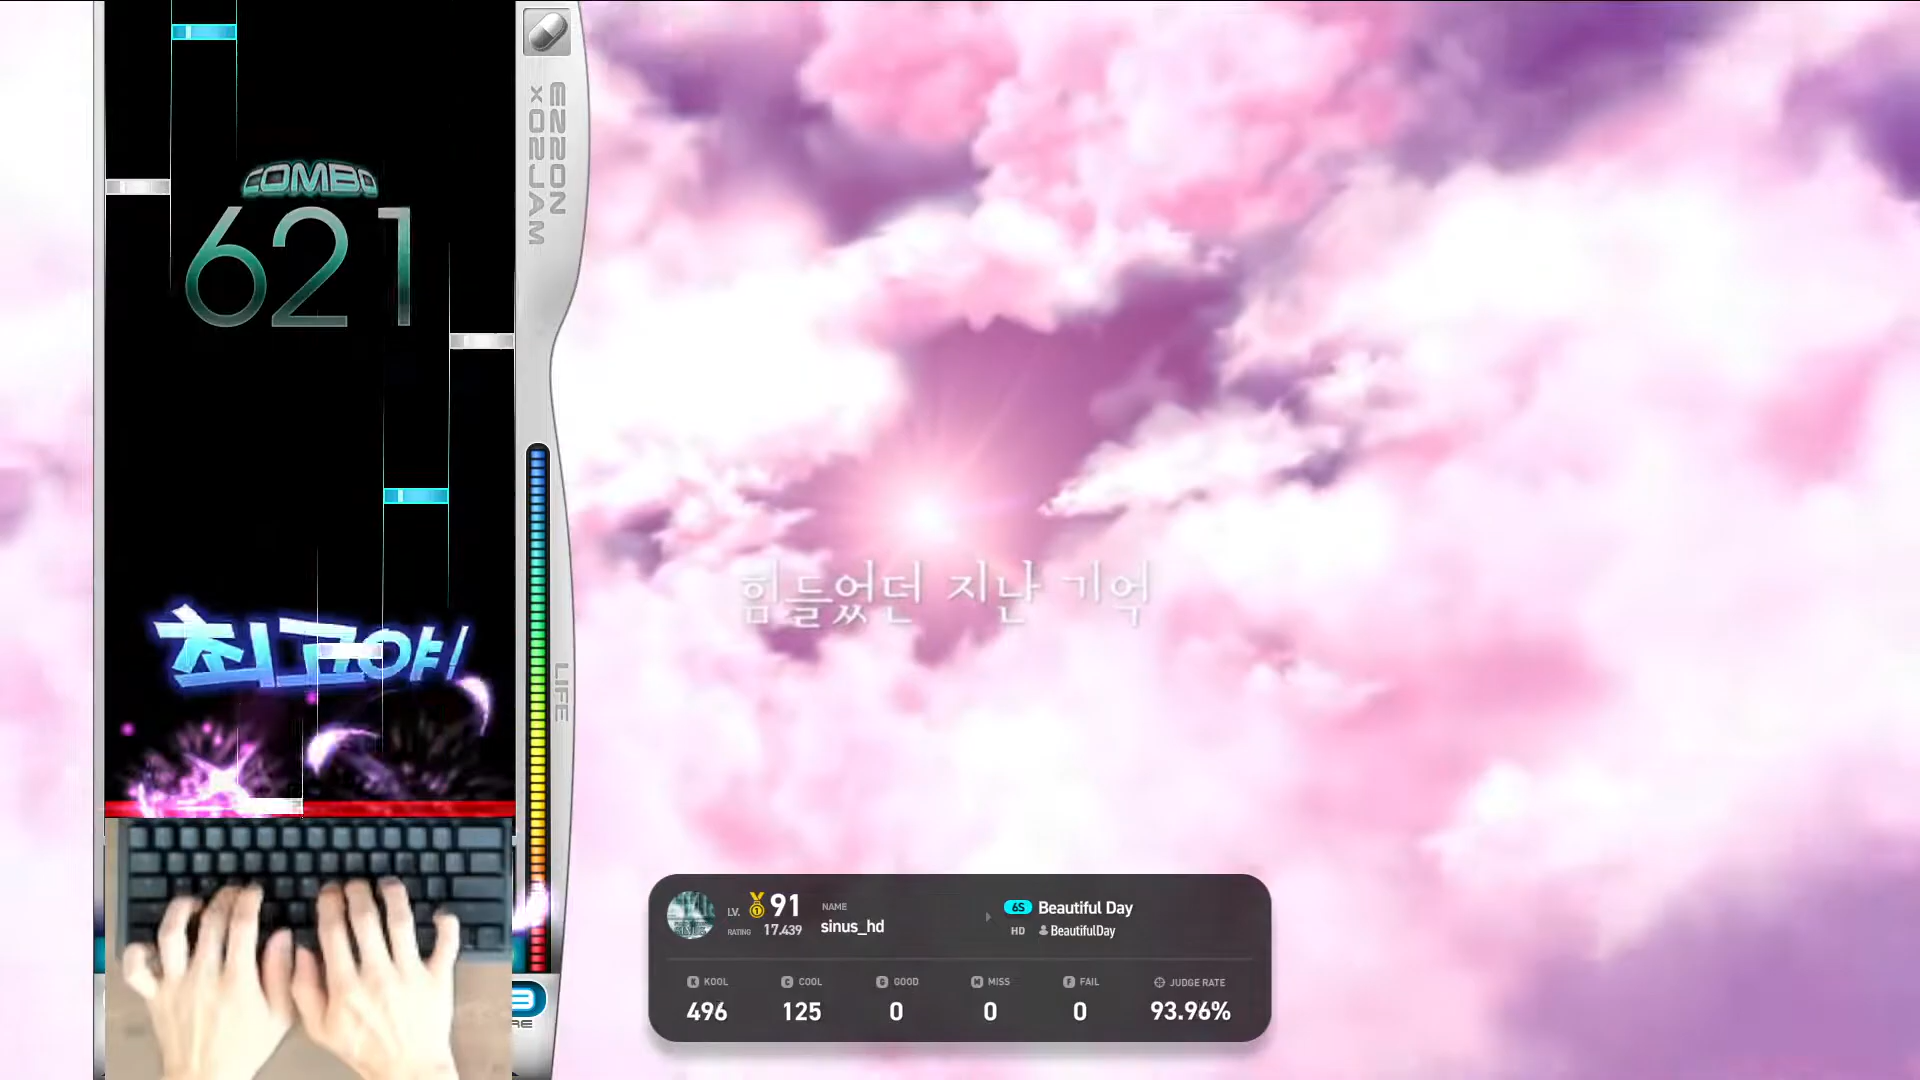 COMBO
621
EZ2ON
X O2JAM
최고야!
LIFE
힘들었던 지난 기억
LV. 91
RATING 17.439
NAME
sinus_hd
6S Beautiful Day
HD BeautifulDay
K KOOL
496
C COOL
125
G GOOD
0
M MISS
0
F FAIL
0
JUDGE RATE
93.96%